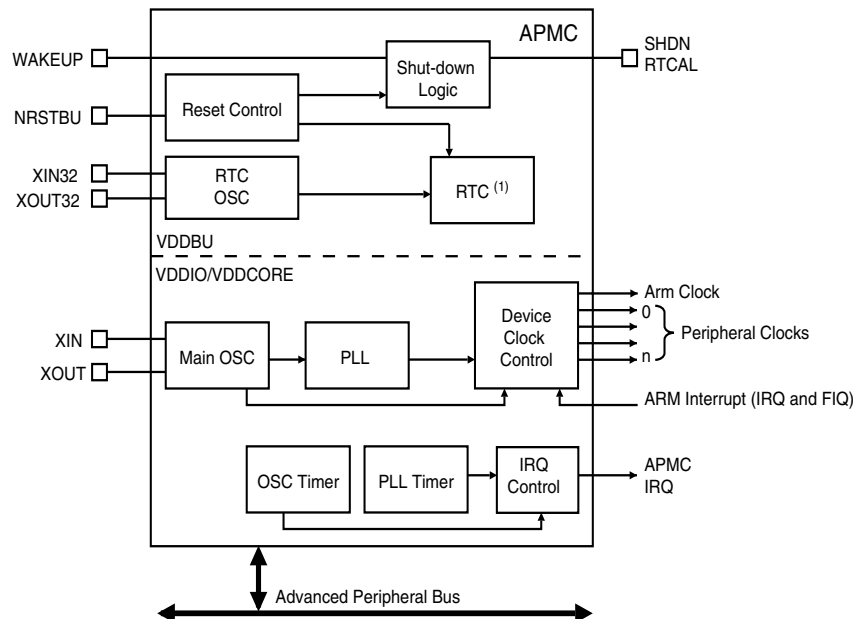 APMC
WAKEUP
Shut-down
Logic
SHDN
RTCAL
NRSTBU
Reset Control
XIN32
XOUT32
RTC
OSC
RTC (1)
VDDBU
VDDIO/VDDCORE
XIN
XOUT
Main OSC
PLL
Device
Clock
Control
Arm Clock
0
n
Peripheral Clocks
ARM Interrupt (IRQ and FIQ)
OSC Timer
PLL Timer
IRQ
Control
APMC
IRQ
Advanced Peripheral Bus